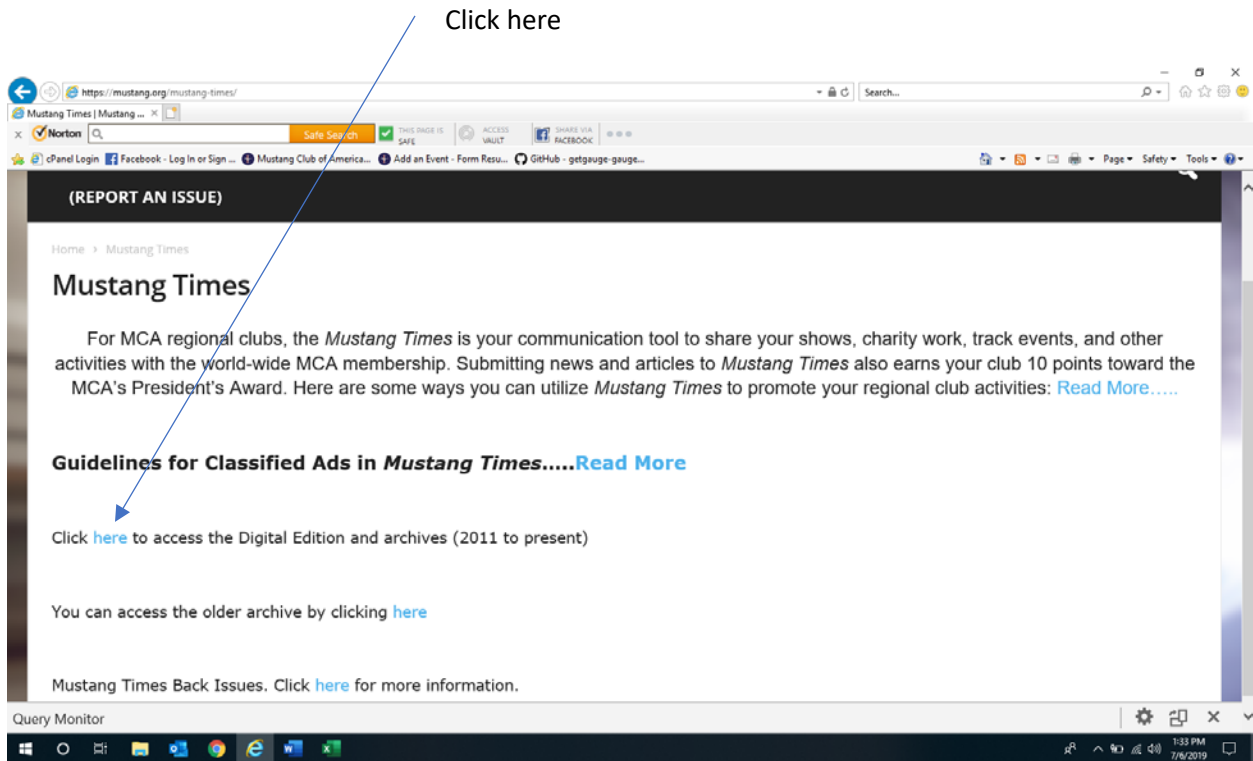 Click here
https://mustang.org/mustang-times/
Search...
Mustang Times | Mustang ...
Norton
Safe Search
THIS PAGE IS SAFE
ACCESS VAULT
SHARE VIA FACEBOOK
cPanel Login
Facebook - Log In or Sign ...
Mustang Club of America...
Add an Event - Form Resu...
GitHub - getgauge-gauge...
Page
Safety
Tools
(REPORT AN ISSUE)
Home › Mustang Times
Mustang Times
For MCA regional clubs, the Mustang Times is your communication tool to share your shows, charity work, track events, and other
activities with the world-wide MCA membership. Submitting news and articles to Mustang Times also earns your club 10 points toward the
MCA's President's Award. Here are some ways you can utilize Mustang Times to promote your regional club activities: Read More…..
Guidelines for Classified Ads in Mustang Times.....Read More
Click here to access the Digital Edition and archives (2011 to present)
You can access the older archive by clicking here
Mustang Times Back Issues. Click here for more information.
Query Monitor
1:33 PM
7/6/2019